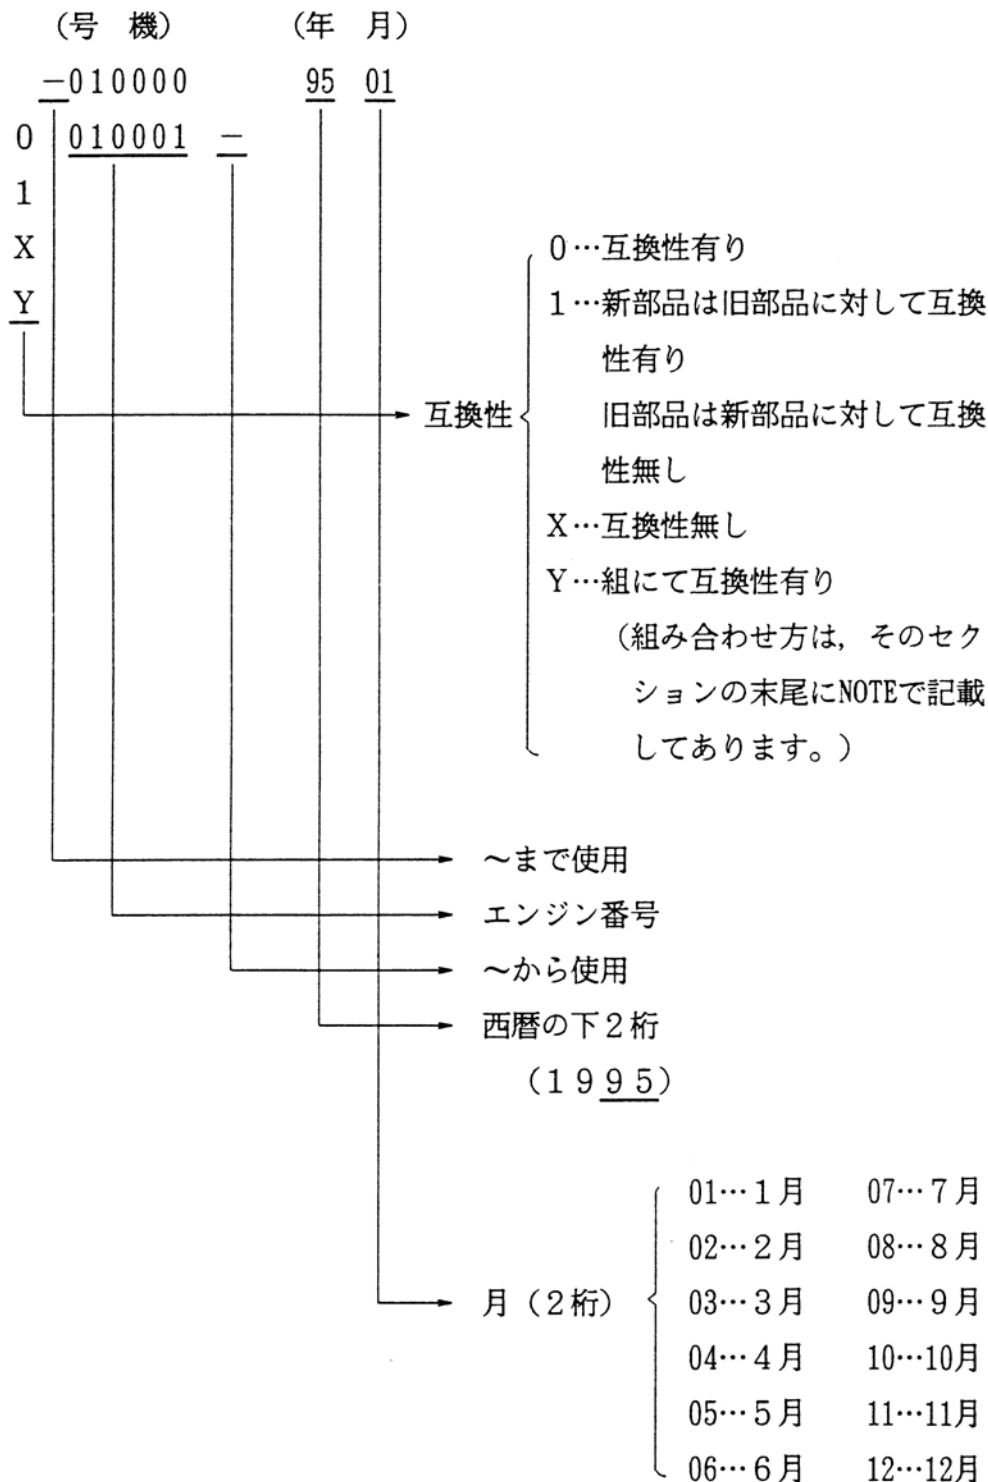 (号 機) (年 月)
－010000 95 01
0 010001 －
1
X
Y
0…互換性有り
1…新部品は旧部品に対して互換
性有り
旧部品は新部品に対して互換
性無し
X…互換性無し
Y…組にて互換性有り
(組み合わせ方は，そのセク
ションの末尾にNOTEで記載
してあります。)
互換性
～まで使用
エンジン番号
～から使用
西暦の下2桁
(1995)
月(2桁)
01…1月 07…7月
02…2月 08…8月
03…3月 09…9月
04…4月 10…10月
05…5月 11…11月
06…6月 12…12月